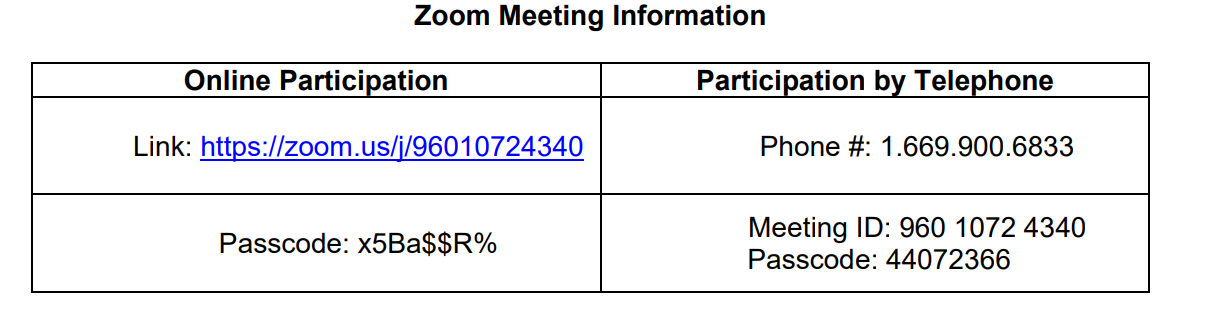 Zoom Meeting Information
Online Participation
Participation by Telephone
Link: https://zoom.us/j/96010724340
Phone #: 1.669.900.6833
Passcode: x5Ba$$R%
Meeting ID: 960 1072 4340
Passcode: 44072366